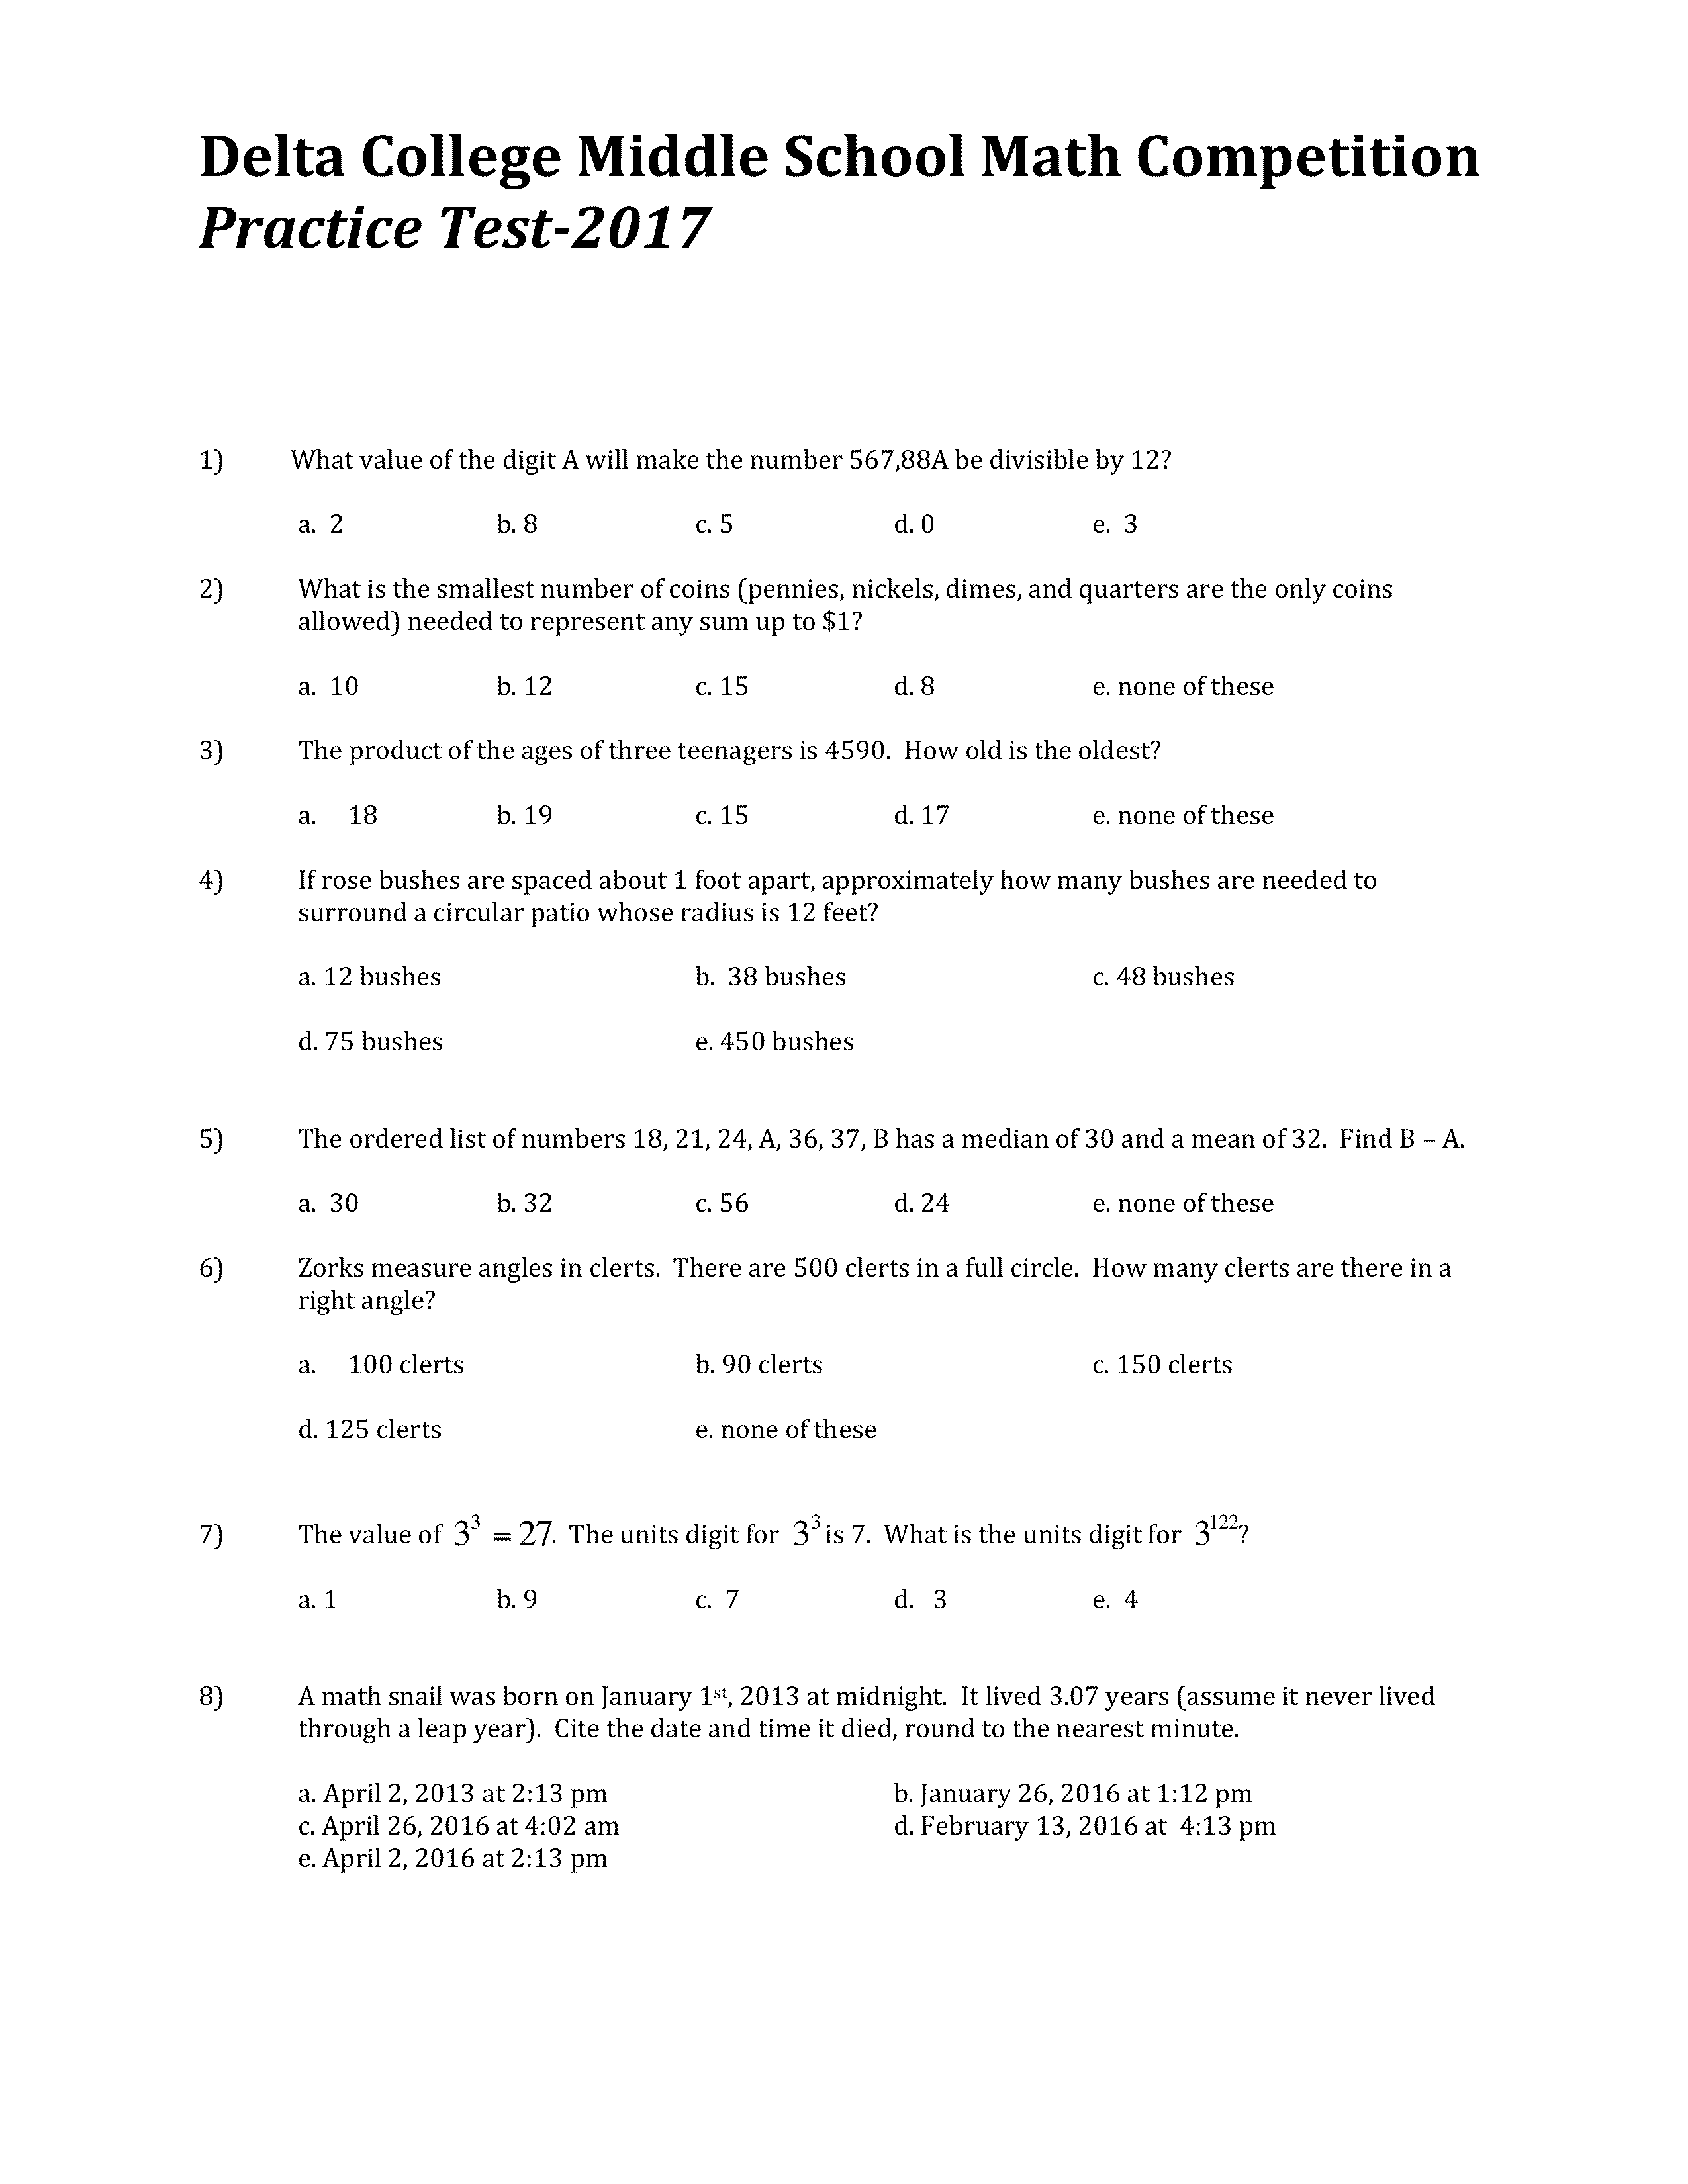 Delta College Middle School Math Competition
Practice Test-2017
1) What value of the digit A will make the number 567,88A be divisible by 12?
a. 2 b. 8 c. 5 d. 0 e. 3
2) What is the smallest number of coins (pennies, nickels, dimes, and quarters are the only coins
allowed) needed to represent any sum up to $1?
a. 10 b. 12 c. 15 d. 8 e. none of these
3) The product of the ages of three teenagers is 4590. How old is the oldest?
a. 18 b. 19 c. 15 d. 17 e. none of these
4) If rose bushes are spaced about 1 foot apart, approximately how many bushes are needed to
surround a circular patio whose radius is 12 feet?
a. 12 bushes b. 38 bushes c. 48 bushes
d. 75 bushes e. 450 bushes
5) The ordered list of numbers 18, 21, 24, A, 36, 37, B has a median of 30 and a mean of 32. Find B – A.
a. 30 b. 32 c. 56 d. 24 e. none of these
6) Zorks measure angles in clerts. There are 500 clerts in a full circle. How many clerts are there in a
right angle?
a. 100 clerts b. 90 clerts c. 150 clerts
d. 125 clerts e. none of these
7) The value of 3³ = 27. The units digit for 3³ is 7. What is the units digit for 3¹²²?
a. 1 b. 9 c. 7 d. 3 e. 4
8) A math snail was born on January 1st, 2013 at midnight. It lived 3.07 years (assume it never lived
through a leap year). Cite the date and time it died, round to the nearest minute.
a. April 2, 2013 at 2:13 pm b. January 26, 2016 at 1:12 pm
c. April 26, 2016 at 4:02 am d. February 13, 2016 at 4:13 pm
e. April 2, 2016 at 2:13 pm